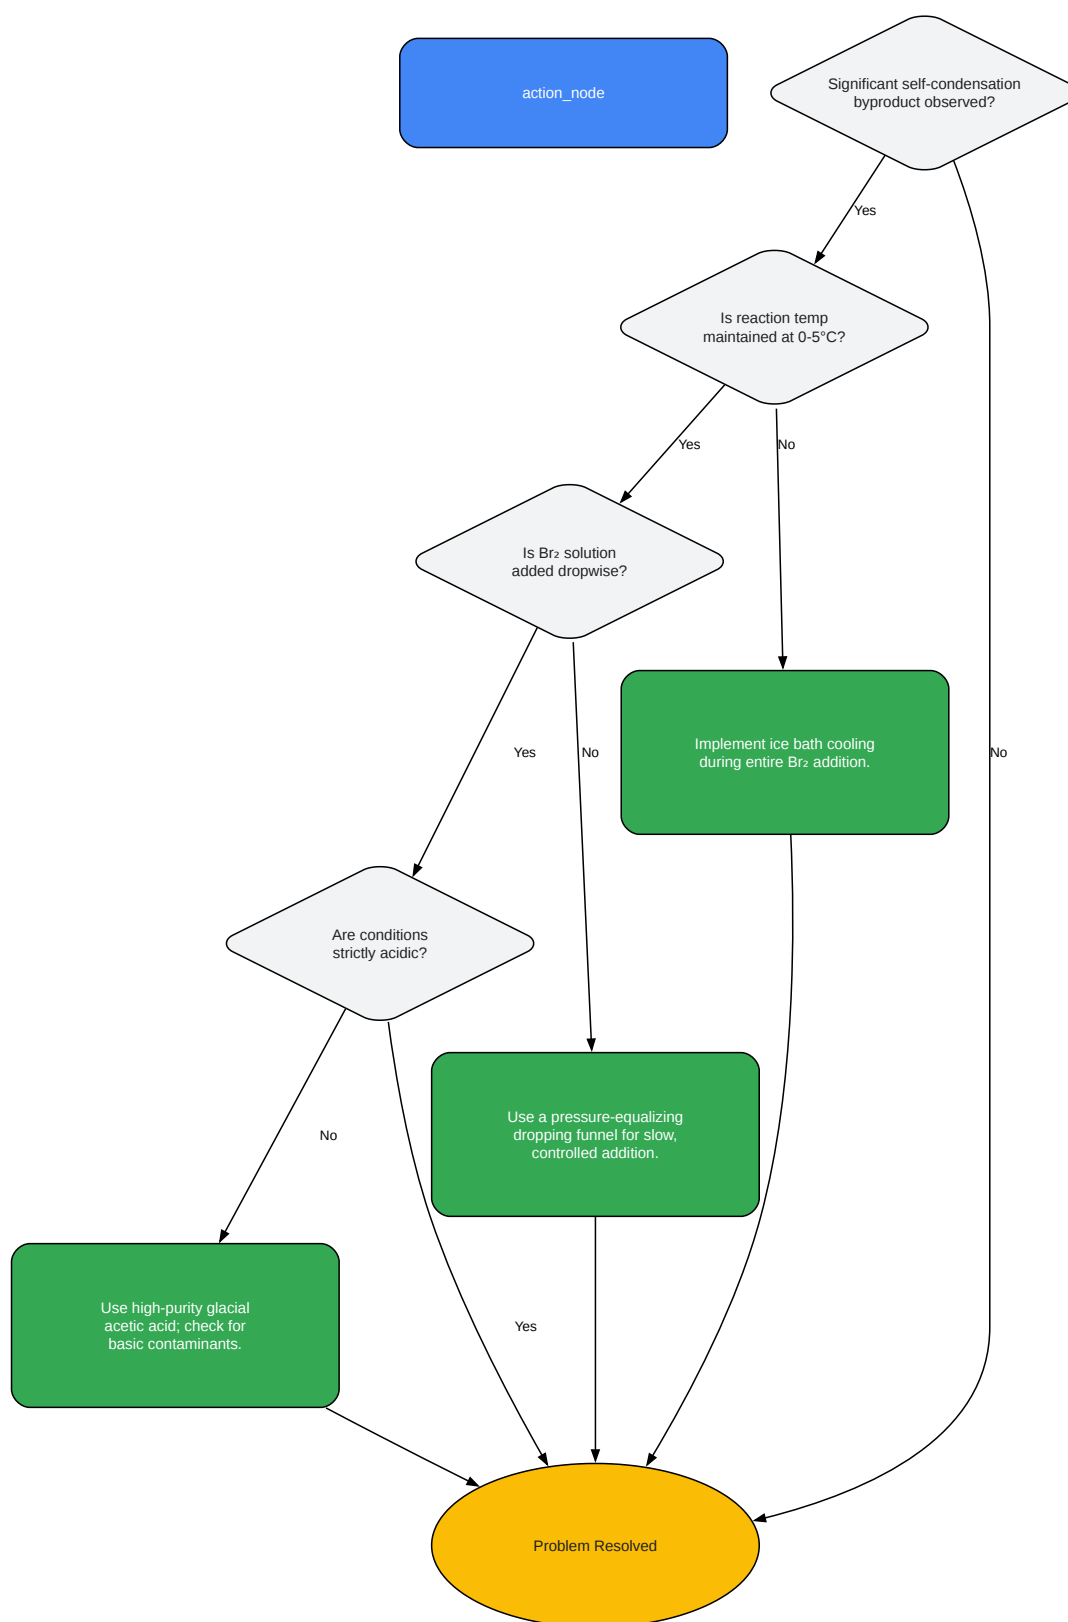 action_node
Significant self-condensation
byproduct observed?
Yes
Is reaction temp
maintained at 0-5°C?
Yes
No
Is Br₂ solution
added dropwise?
Implement ice bath cooling
during entire Br₂ addition.
Yes
No
No
Are conditions
strictly acidic?
Use a pressure-equalizing
dropping funnel for slow,
controlled addition.
No
Use high-purity glacial
acetic acid; check for
basic contaminants.
Yes
Problem Resolved